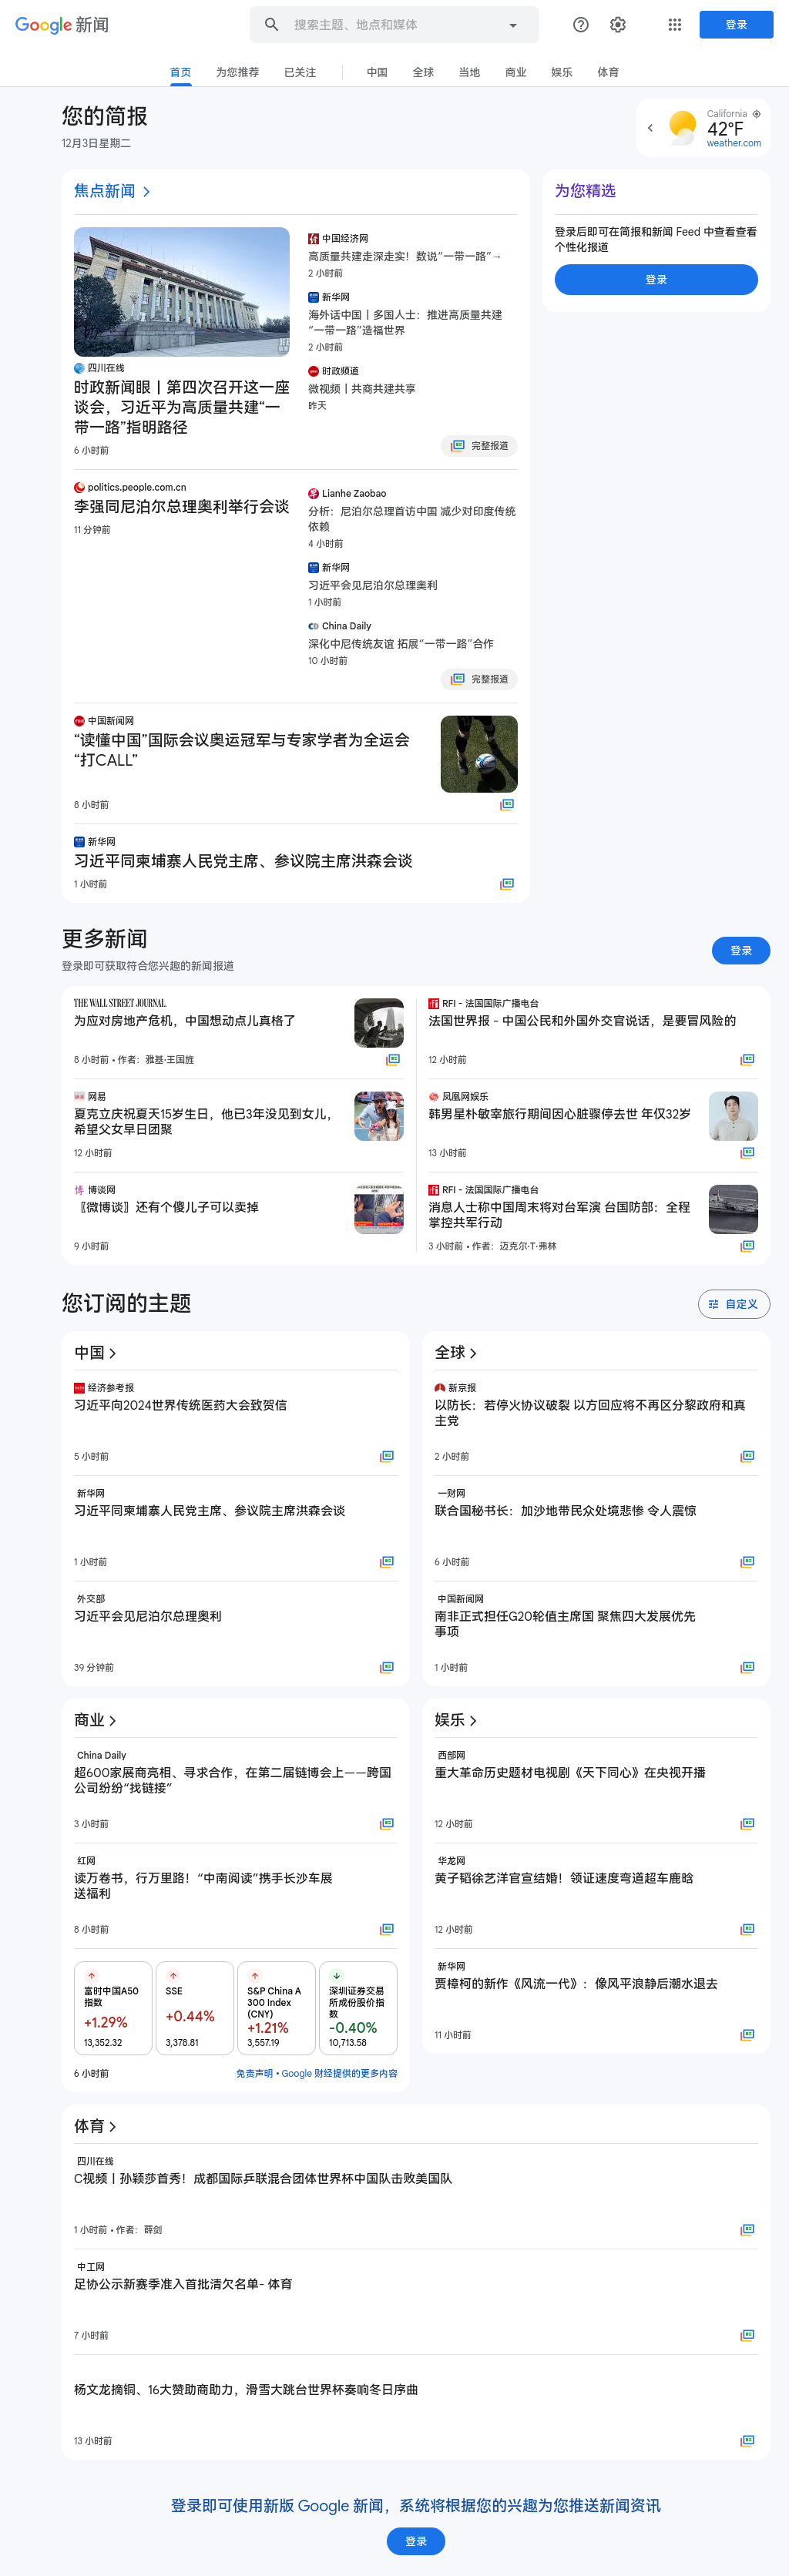 Google 新闻
搜索主题、地点和媒体
登录
首页
为您推荐
已关注
中国
全球
当地
商业
娱乐
体育
您的简报
12月3日星期二
California
42°F
weather.com
焦点新闻
四川在线
时政新闻眼丨第四次召开这一座
谈会，习近平为高质量共建“一
带一路”指明路径
6 小时前
中国经济网
高质量共建走深走实！数说“一带一路”→
2 小时前
新华网
海外话中国丨多国人士：推进高质量共建
“一带一路”造福世界
2 小时前
时政频道
微视频丨共商共建共享
昨天
完整报道
politics.people.com.cn
李强同尼泊尔总理奥利举行会谈
11 分钟前
Lianhe Zaobao
分析：尼泊尔总理首访中国 减少对印度传统
依赖
4 小时前
新华网
习近平会见尼泊尔总理奥利
1 小时前
China Daily
深化中尼传统友谊 拓展“一带一路”合作
10 小时前
完整报道
中国新闻网
“读懂中国”国际会议奥运冠军与专家学者为全运会
“打CALL”
8 小时前
新华网
习近平同柬埔寨人民党主席、参议院主席洪森会谈
1 小时前
为您精选
登录后即可在简报和新闻 Feed 中查看查看
个性化报道
登录
更多新闻
登录即可获取符合您兴趣的新闻报道
登录
THE WALL STREET JOURNAL.
为应对房地产危机，中国想动点儿真格了
8 小时前 • 作者：雅基·王国旌
网易
夏克立庆祝夏天15岁生日，他已3年没见到女儿，
希望父女早日团聚
12 小时前
博谈网
〖微博谈〗还有个傻儿子可以卖掉
9 小时前
RFI - 法国国际广播电台
法国世界报 - 中国公民和外国外交官说话，是要冒风险的
12 小时前
凤凰网娱乐
韩男星朴敏宰旅行期间因心脏骤停去世 年仅32岁
13 小时前
RFI - 法国国际广播电台
消息人士称中国周末将对台军演 台国防部：全程
掌控共军行动
3 小时前 • 作者：迈克尔·T·弗林
您订阅的主题
自定义
中国
经济参考报
习近平向2024世界传统医药大会致贺信
5 小时前
新华网
习近平同柬埔寨人民党主席、参议院主席洪森会谈
1 小时前
外交部
习近平会见尼泊尔总理奥利
39 分钟前
全球
新京报
以防长：若停火协议破裂 以方回应将不再区分黎政府和真
主党
2 小时前
一财网
联合国秘书长：加沙地带民众处境悲惨 令人震惊
6 小时前
中国新闻网
南非正式担任G20轮值主席国 聚焦四大发展优先
事项
1 小时前
商业
China Daily
超600家展商亮相、寻求合作，在第二届链博会上——跨国
公司纷纷“找链接”
3 小时前
红网
读万卷书，行万里路！“中南阅读”携手长沙车展
送福利
8 小时前
富时中国A50
指数
+1.29%
13,352.32
SSE
+0.44%
3,378.81
S&P China A
300 Index
(CNY)
+1.21%
3,557.19
深圳证券交易
所成份股价指
数
-0.40%
10,713.58
6 小时前
免责声明 • Google 财经提供的更多内容
娱乐
西部网
重大革命历史题材电视剧《天下同心》在央视开播
12 小时前
华龙网
黄子韬徐艺洋官宣结婚！领证速度弯道超车鹿晗
12 小时前
新华网
贾樟柯的新作《风流一代》：像风平浪静后潮水退去
11 小时前
体育
四川在线
C视频丨孙颖莎首秀！成都国际乒联混合团体世界杯中国队击败美国队
1 小时前 • 作者：薛剑
中工网
足协公示新赛季准入首批清欠名单- 体育
7 小时前
杨文龙摘铜、16大赞助商助力，滑雪大跳台世界杯奏响冬日序曲
13 小时前
登录即可使用新版 Google 新闻，系统将根据您的兴趣为您推送新闻资讯
登录